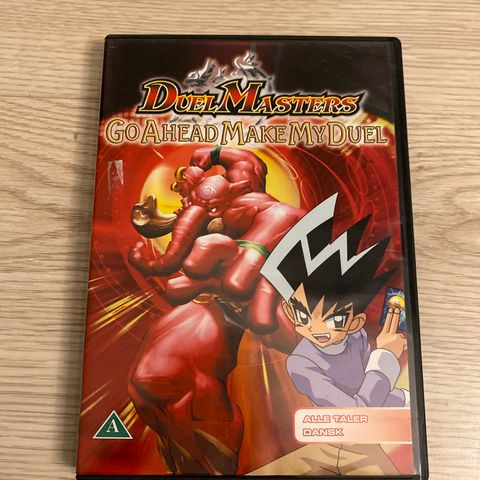 DUEL MASTERS
GO AHEAD MAKE MY DUEL
ALLE TALER
DANSK
A